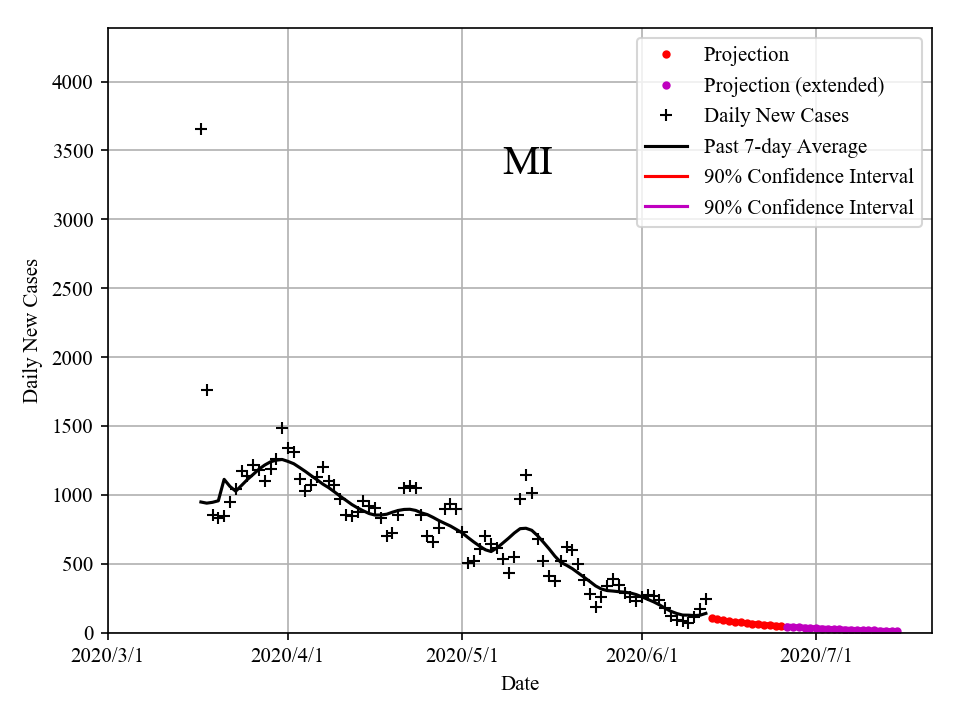 MI
Projection
Projection (extended)
Daily New Cases
Past 7-day Average
90% Confidence Interval
90% Confidence Interval
Daily New Cases
4000
3500
3000
2500
2000
1500
1000
500
0
2020/3/1
2020/4/1
2020/5/1
2020/6/1
2020/7/1
Date